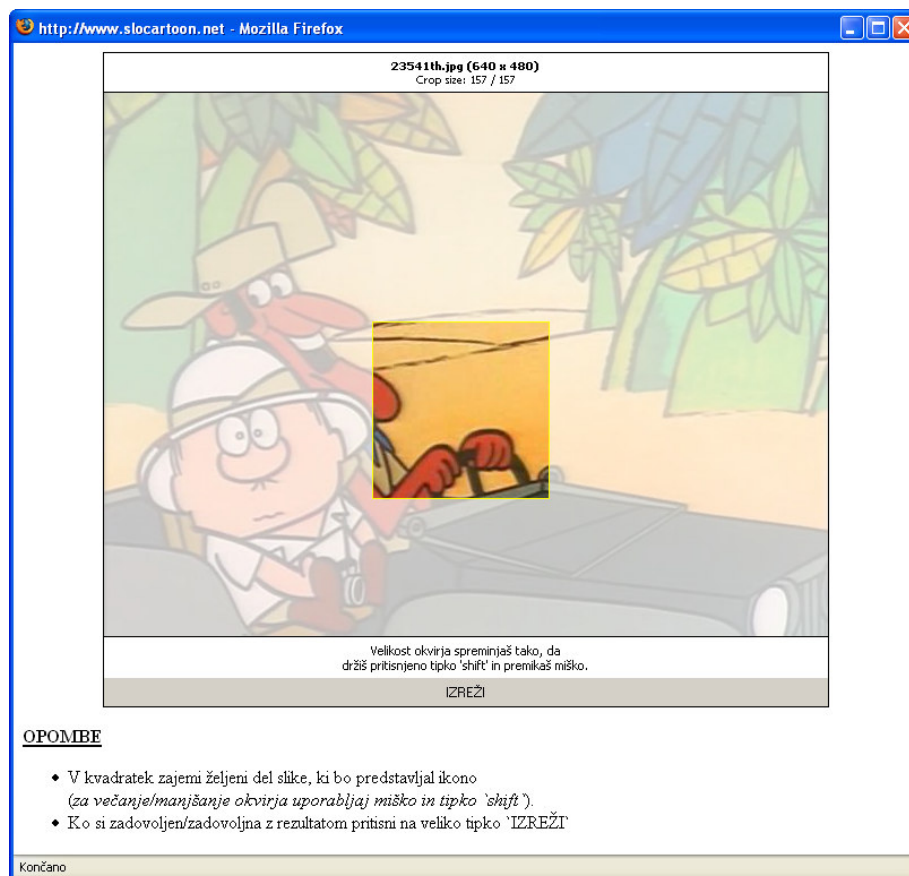 http://www.slocartoon.net - Mozilla Firefox
23541th.jpg (640 x 480)
Crop size: 157 / 157
Velikost okvirja spreminjaš tako, da
držiš pritisnjeno tipko 'shift' in premikaš miško.
IZREŽI
OPOMBE
• V kvadratek zajemi željeni del slike, ki bo predstavljal ikono
(za večanje/manjšanje okvirja uporabljaj miško in tipko `shift`).
• Ko si zadovoljen/zadovoljna z rezultatom pritisni na veliko tipko `IZREŽI`
Končano